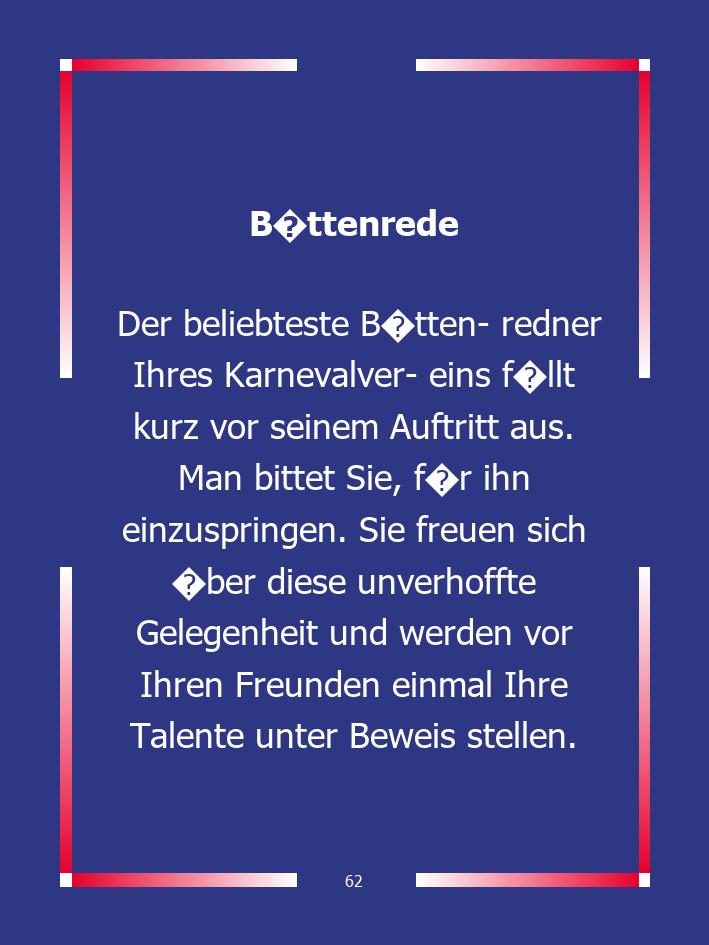 B�ttenrede
Der beliebteste B�tten- redner
Ihres Karnevalver- eins f�llt
kurz vor seinem Auftritt aus.
Man bittet Sie, f�r ihn
einzuspringen. Sie freuen sich
�ber diese unverhoffte
Gelegenheit und werden vor
Ihren Freunden einmal Ihre
Talente unter Beweis stellen.
62